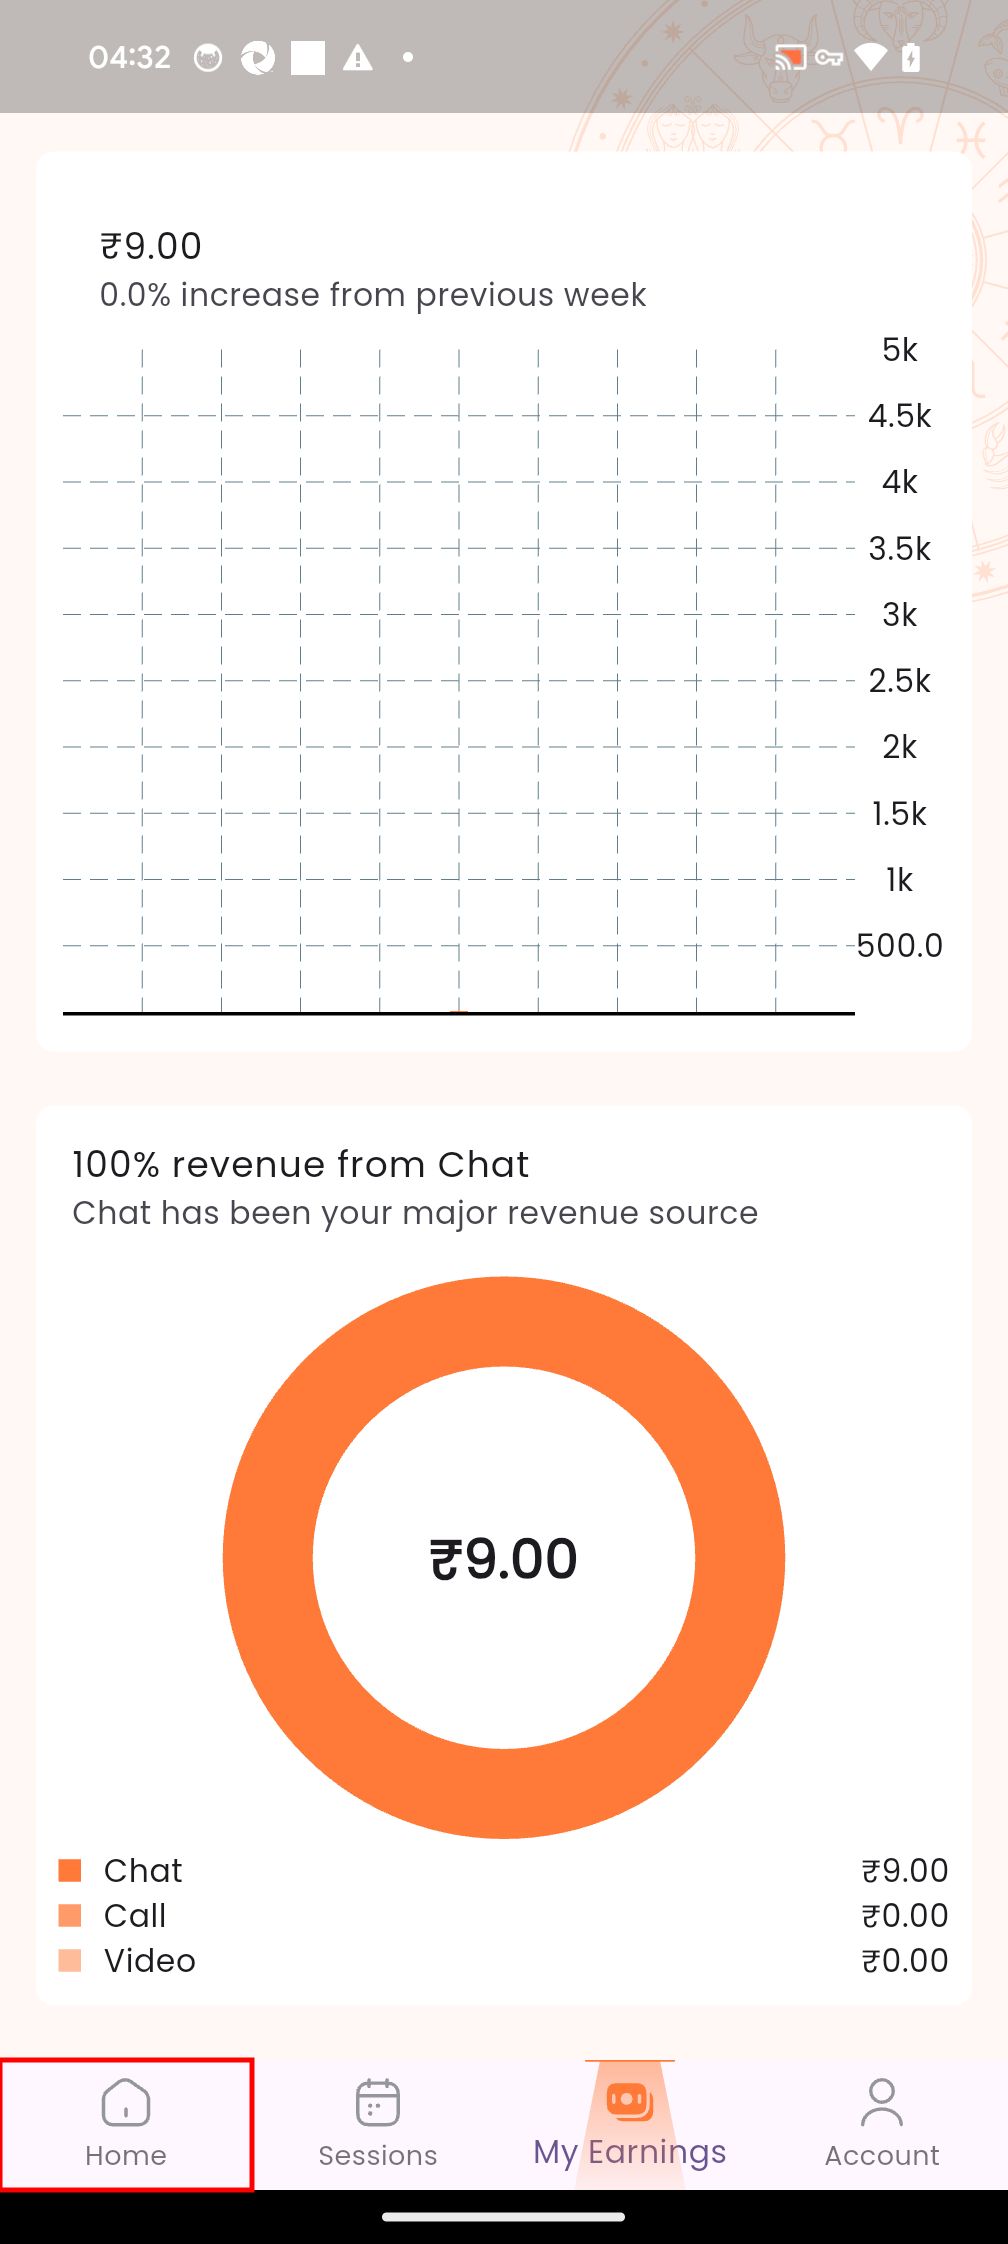 04:32
₹9.00
0.0% increase from previous week
5k
4.5k
4k
3.5k
3k
2.5k
2k
1.5k
1k
500.0
100% revenue from Chat
Chat has been your major revenue source
₹9.00
Chat ₹9.00
Call ₹0.00
Video ₹0.00
Home Sessions My Earnings Account